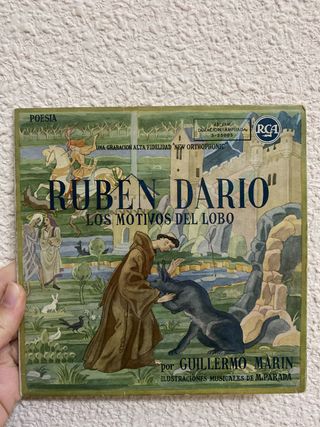 POESIA
RCA
UNA GRABACION ALTA FIDELIDAD "NEW ORTHOPHONIC"
RUBEN DARIO
LOS MOTIVOS DEL LOBO
por GUILLERMO MARIN
ILUSTRACIONES MUSICALES DE M. PARADA